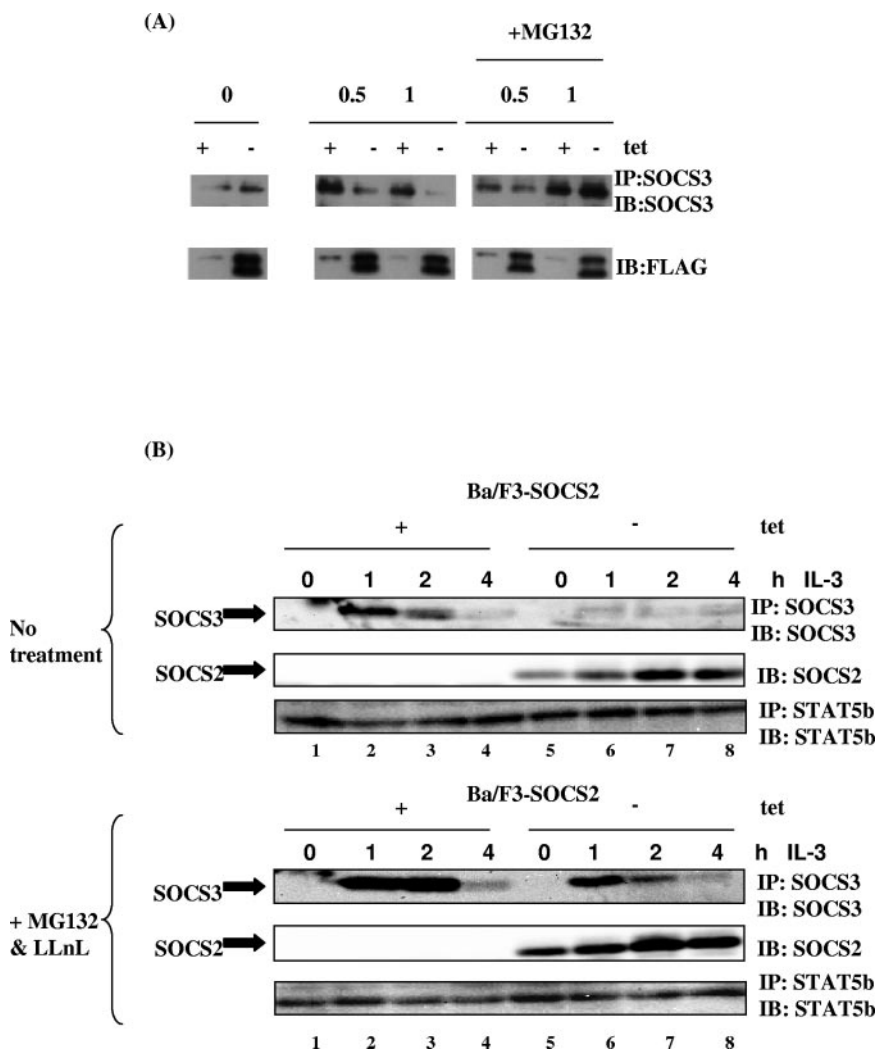 (A)
+MG132
0 0.5 1 0.5 1
+ - + - + - + - + - tet
IP:SOCS3
IB:SOCS3
IB:FLAG
(B)
Ba/F3-SOCS2
+ - tet
0 1 2 4 0 1 2 4 h IL-3
No
treatment
SOCS3
IP: SOCS3
IB: SOCS3
SOCS2
IB: SOCS2
IP: STAT5b
IB: STAT5b
1 2 3 4 5 6 7 8
Ba/F3-SOCS2
+ - tet
0 1 2 4 0 1 2 4 h IL-3
+ MG132
& LLnL
SOCS3
IP: SOCS3
IB: SOCS3
SOCS2
IB: SOCS2
IP: STAT5b
IB: STAT5b
1 2 3 4 5 6 7 8